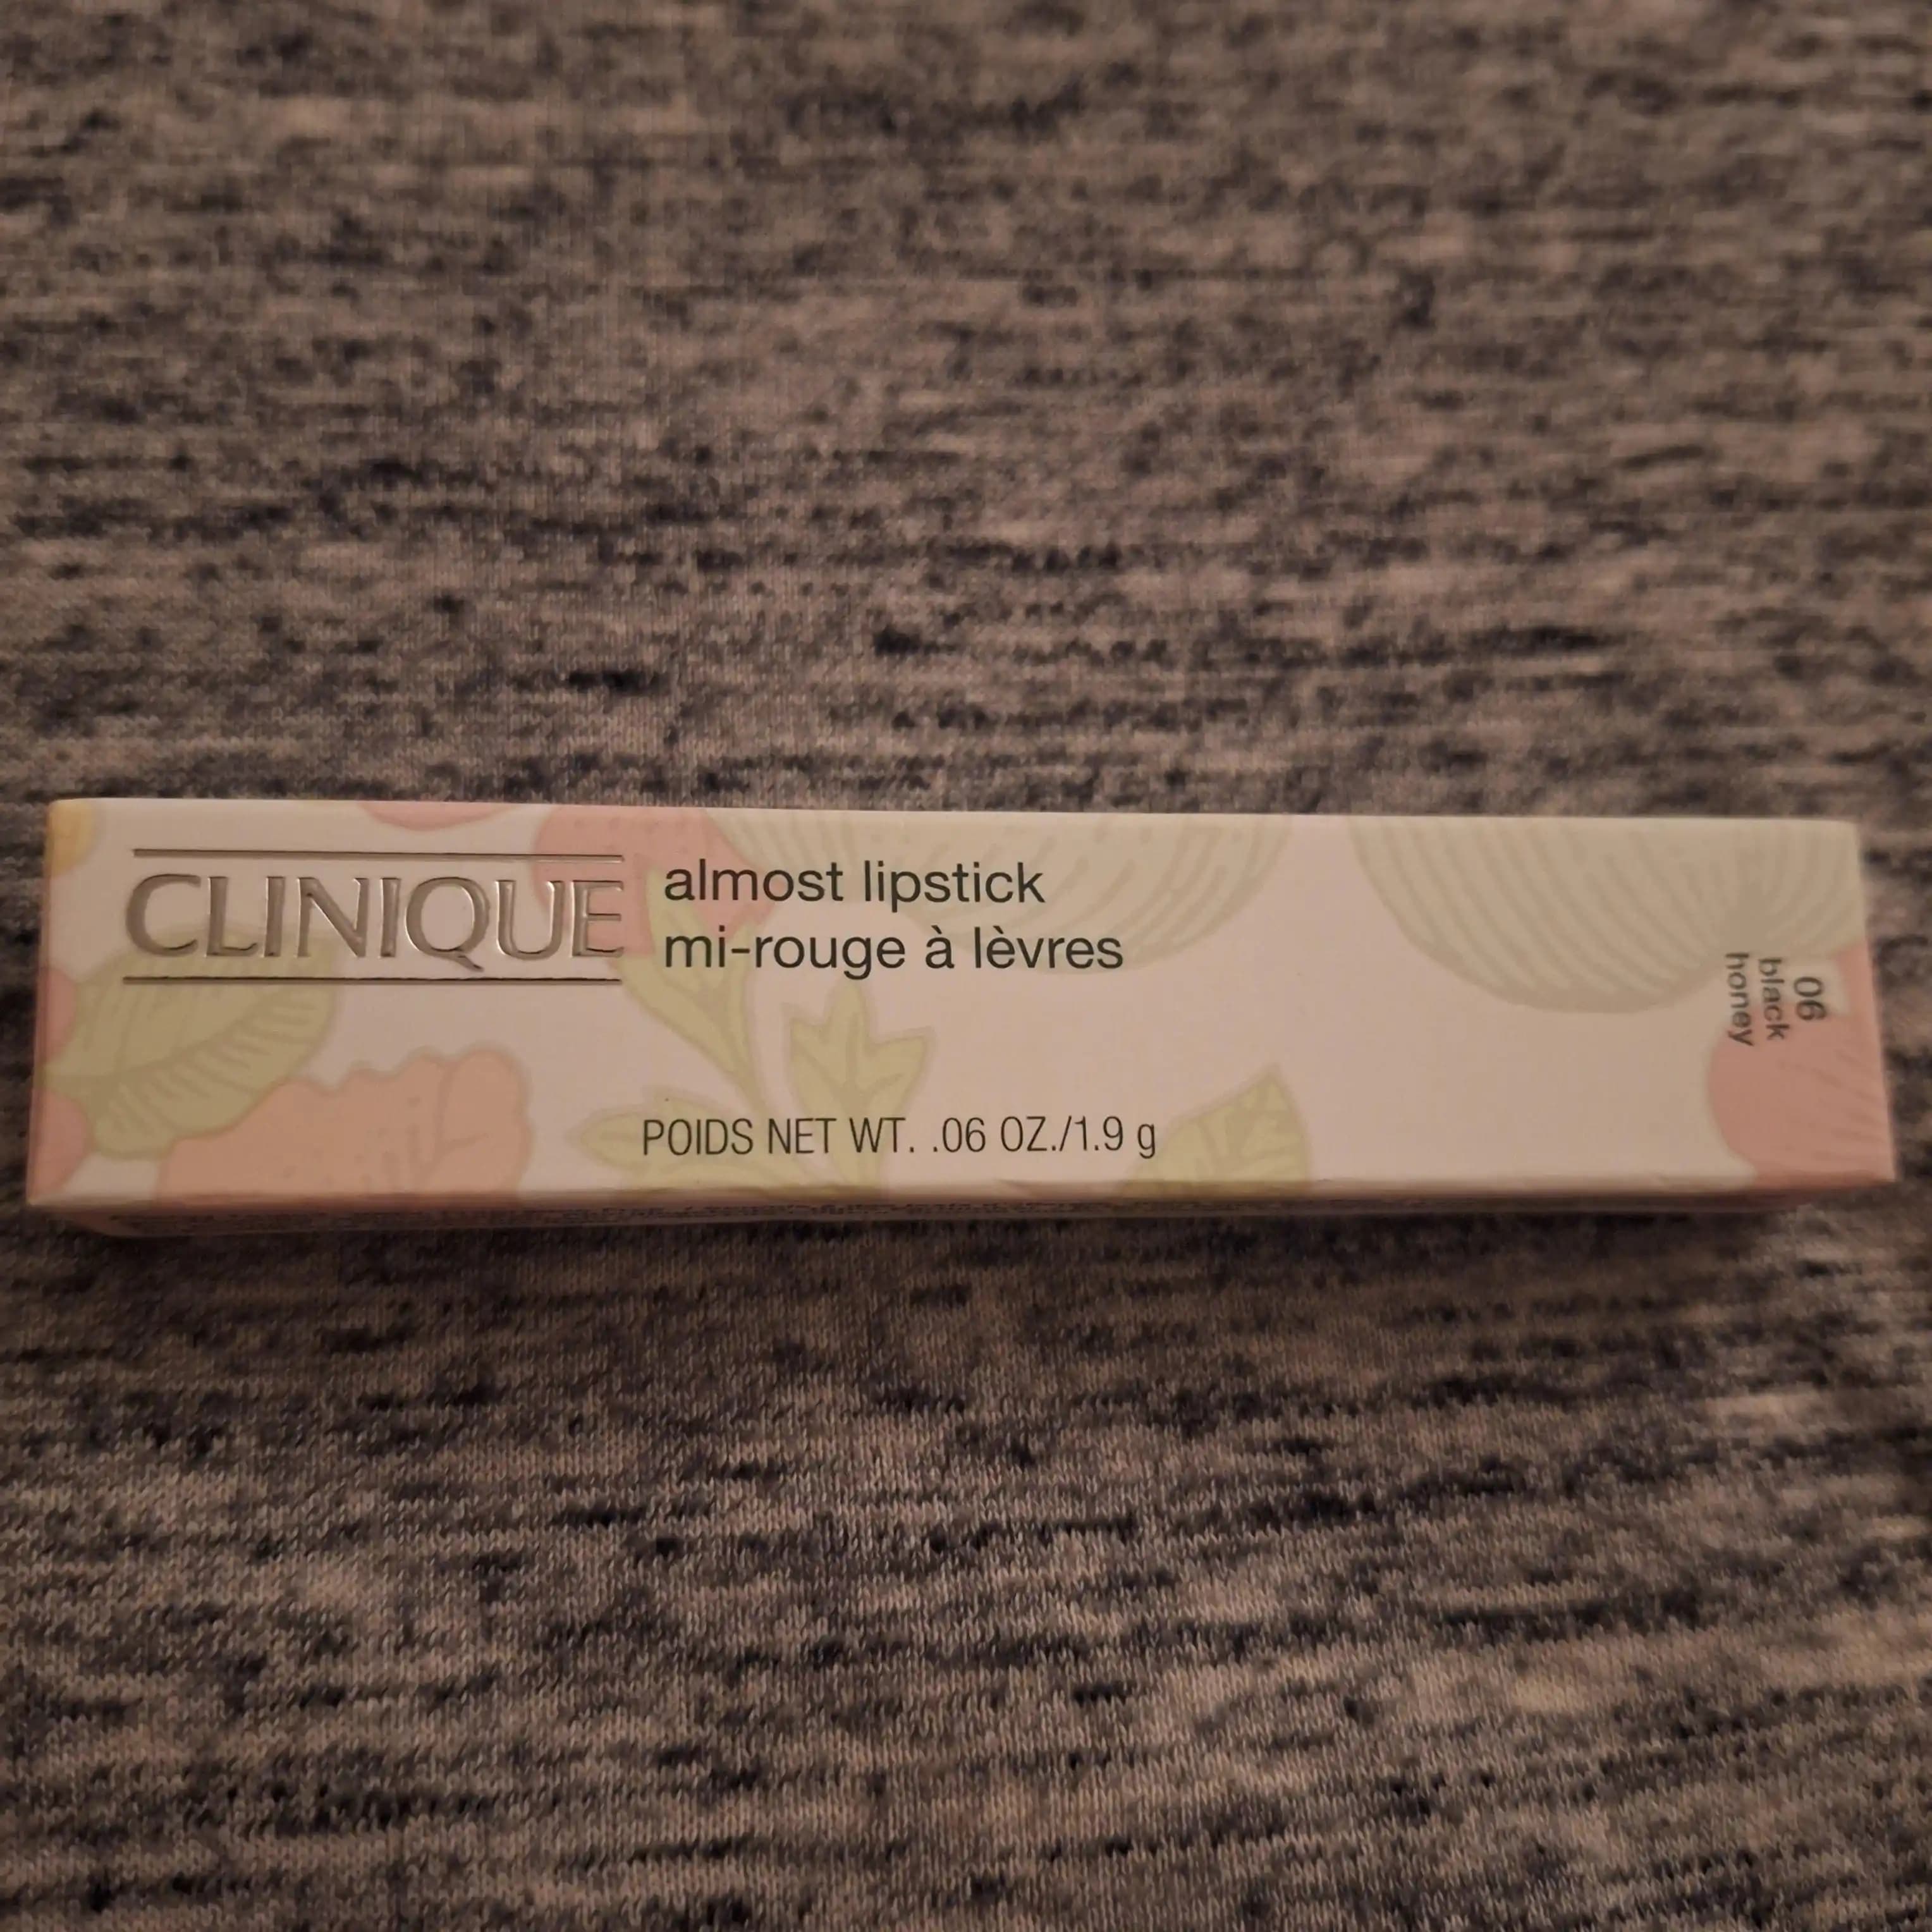 CLINIQUE
almost lipstick
mi-rouge à lèvres
POIDS NET WT. .06 OZ./1.9 g
06
black
honey